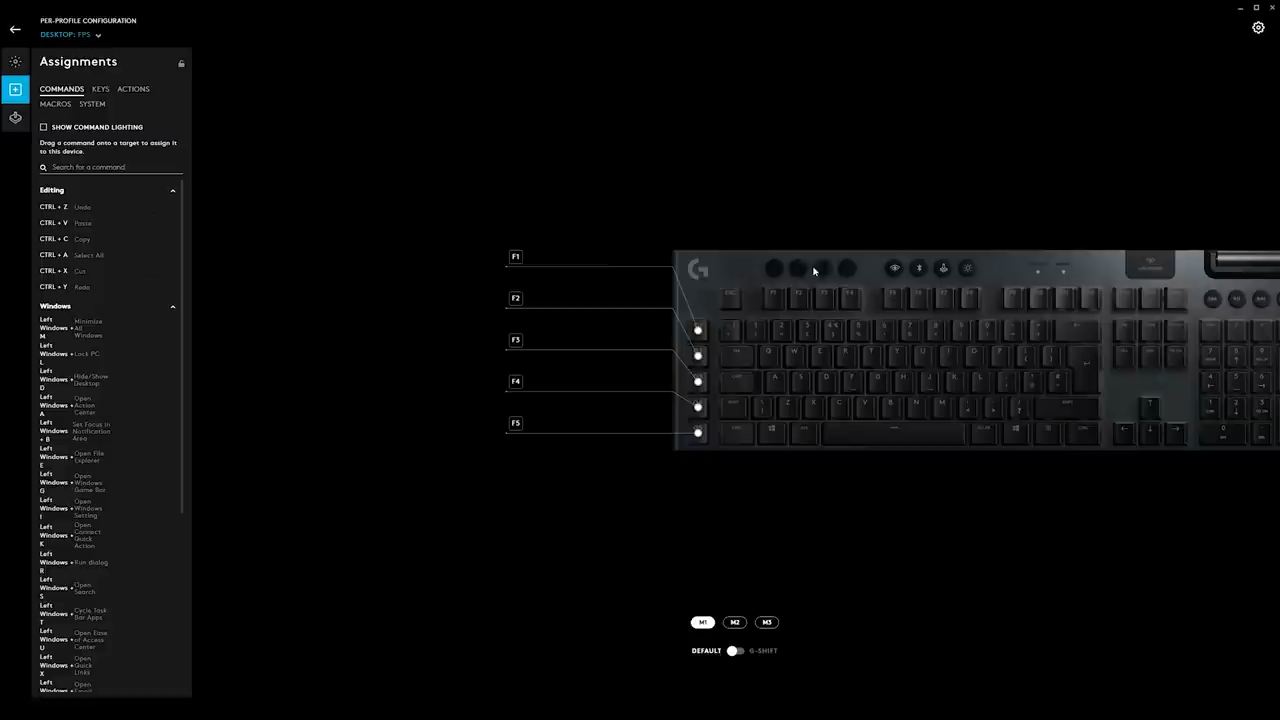 PER-PROFILE CONFIGURATION
DESKTOP: FPS
Assignments
COMMANDS KEYS ACTIONS
MACROS SYSTEM
SHOW COMMAND LIGHTING
Drag a command onto a target to assign it
to this device.
Search for a command
Editing
CTRL + Z Undo
CTRL + V Paste
CTRL + C Copy
CTRL + A Select All
CTRL + X Cut
CTRL + Y Redo
Windows
Left Windows + M Minimize All Windows
Left Windows + L Lock PC
Left Windows + D Hide/Show Desktop
Left Windows + A Open Action Center
Left Windows + B Set Focus in Notification Area
Left Windows + E Open File Explorer
Left Windows + G Open Windows Game Bar
Left Windows + I Open Windows Setting
Left Windows + K Open Connect Quick Action
Left Windows + R Run dialog
Left Windows + S Open Search
Left Windows + T Cycle Task Bar Apps
Left Windows + U Open Ease of Access Center
Left Windows + X Open Quick Links
Left Windows + Open
F1
F2
F3
F4
F5
M1 M2 M3
DEFAULT G-SHIFT